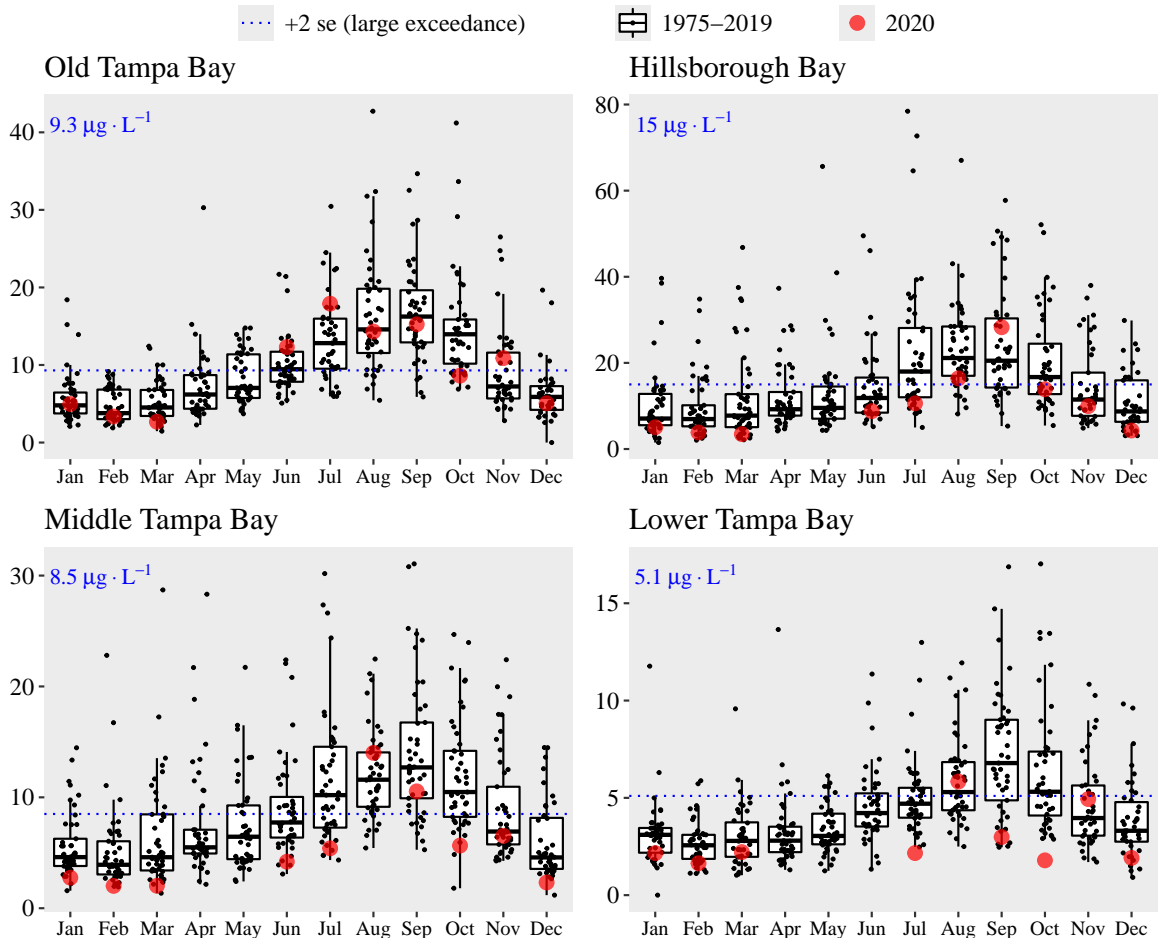 +2 se (large exceedance) 1975–2019 2020
Old Tampa Bay
9.3 μg · L⁻¹
40
30
20
10
0
Jan Feb Mar Apr May Jun Jul Aug Sep Oct Nov Dec
Hillsborough Bay
15 μg · L⁻¹
80
60
40
20
0
Jan Feb Mar Apr May Jun Jul Aug Sep Oct Nov Dec
Middle Tampa Bay
8.5 μg · L⁻¹
30
20
10
0
Jan Feb Mar Apr May Jun Jul Aug Sep Oct Nov Dec
Lower Tampa Bay
5.1 μg · L⁻¹
15
10
5
0
Jan Feb Mar Apr May Jun Jul Aug Sep Oct Nov Dec